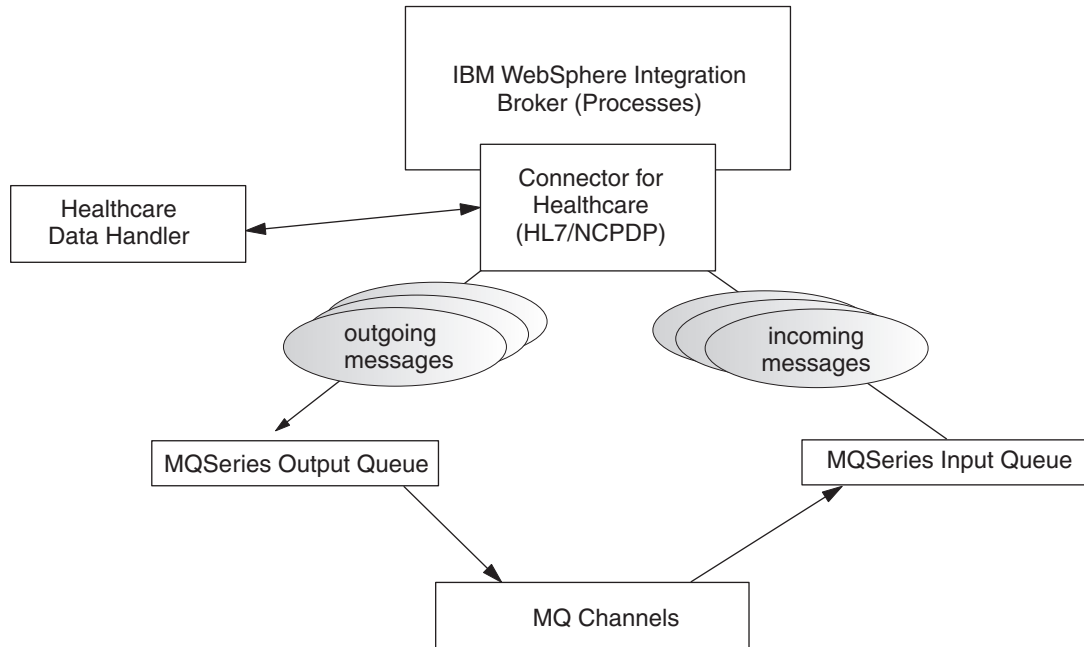 IBM WebSphere Integration
Broker (Processes)
Connector for
Healthcare
(HL7/NCPDP)
Healthcare
Data Handler
outgoing
messages
incoming
messages
MQSeries Output Queue
MQSeries Input Queue
MQ Channels